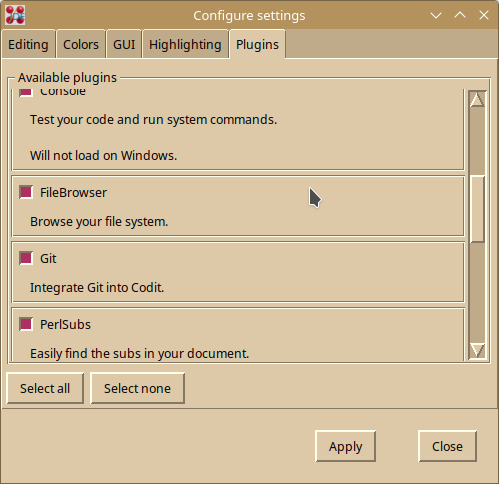 Configure settings
Editing
Colors
GUI
Highlighting
Plugins
Available plugins
Console
Test your code and run system commands.
Will not load on Windows.
FileBrowser
Browse your file system.
Git
Integrate Git into Codit.
PerlSubs
Easily find the subs in your document.
Select all
Select none
Apply
Close